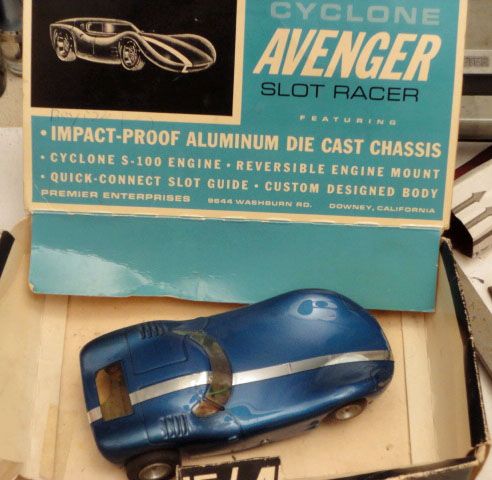 CYCLONE
AVENGER
SLOT RACER
FEATURING
• IMPACT-PROOF ALUMINUM DIE CAST CHASSIS
• CYCLONE S-100 ENGINE • REVERSIBLE ENGINE MOUNT
• QUICK-CONNECT SLOT GUIDE • CUSTOM DESIGNED BODY
PREMIER ENTERPRISES 9644 WASHBURN RD. DOWNEY, CALIFORNIA